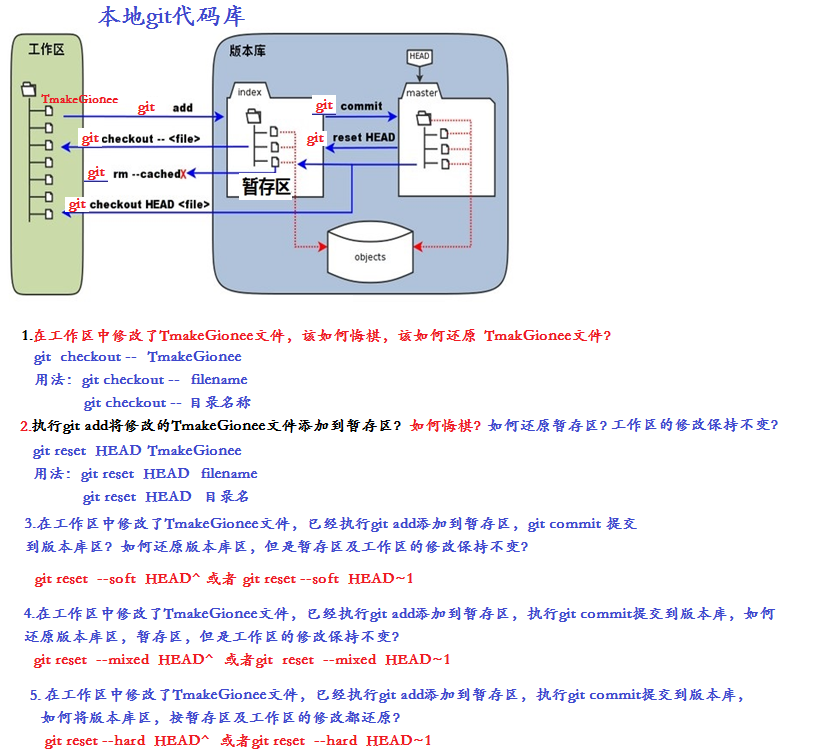 本地git代码库
工作区
版本库
HEAD
TmakeGionee
index
master
git add
git commit
git checkout -- <file>
git reset HEAD
git rm --cached X
暂存区
git checkout HEAD <file>
objects
1.在工作区中修改了TmakeGionee文件，该如何悔棋，该如何还原 TmakGionee文件?
git checkout -- TmakeGionee
用法：git checkout -- filename
git checkout -- 目录名称
2.执行git add将修改的TmakeGionee文件添加到暂存区？如何悔棋？如何还原暂存区？工作区的修改保持不变？
git reset HEAD TmakeGionee
用法：git reset HEAD filename
git reset HEAD 目录名
3.在工作区中修改了TmakeGionee文件，已经执行git add添加到暂存区，git commit 提交
到版本库区？如何还原版本库区，但是暂存区及工作区的修改保持不变?
git reset --soft HEAD^ 或者 git reset --soft HEAD~1
4.在工作区中修改了TmakeGionee文件，已经执行git add添加到暂存区，执行git commit提交到版本库，如何
还原版本库区，暂存区，但是工作区的修改保持不变？
git reset --mixed HEAD^ 或者git reset --mixed HEAD~1
5. 在工作区中修改了TmakeGionee文件，已经执行git add添加到暂存区，执行git commit提交到版本库，
如何将版本库区，按暂存区及工作区的修改都还原？
git reset --hard HEAD^ 或者git reset --hard HEAD~1